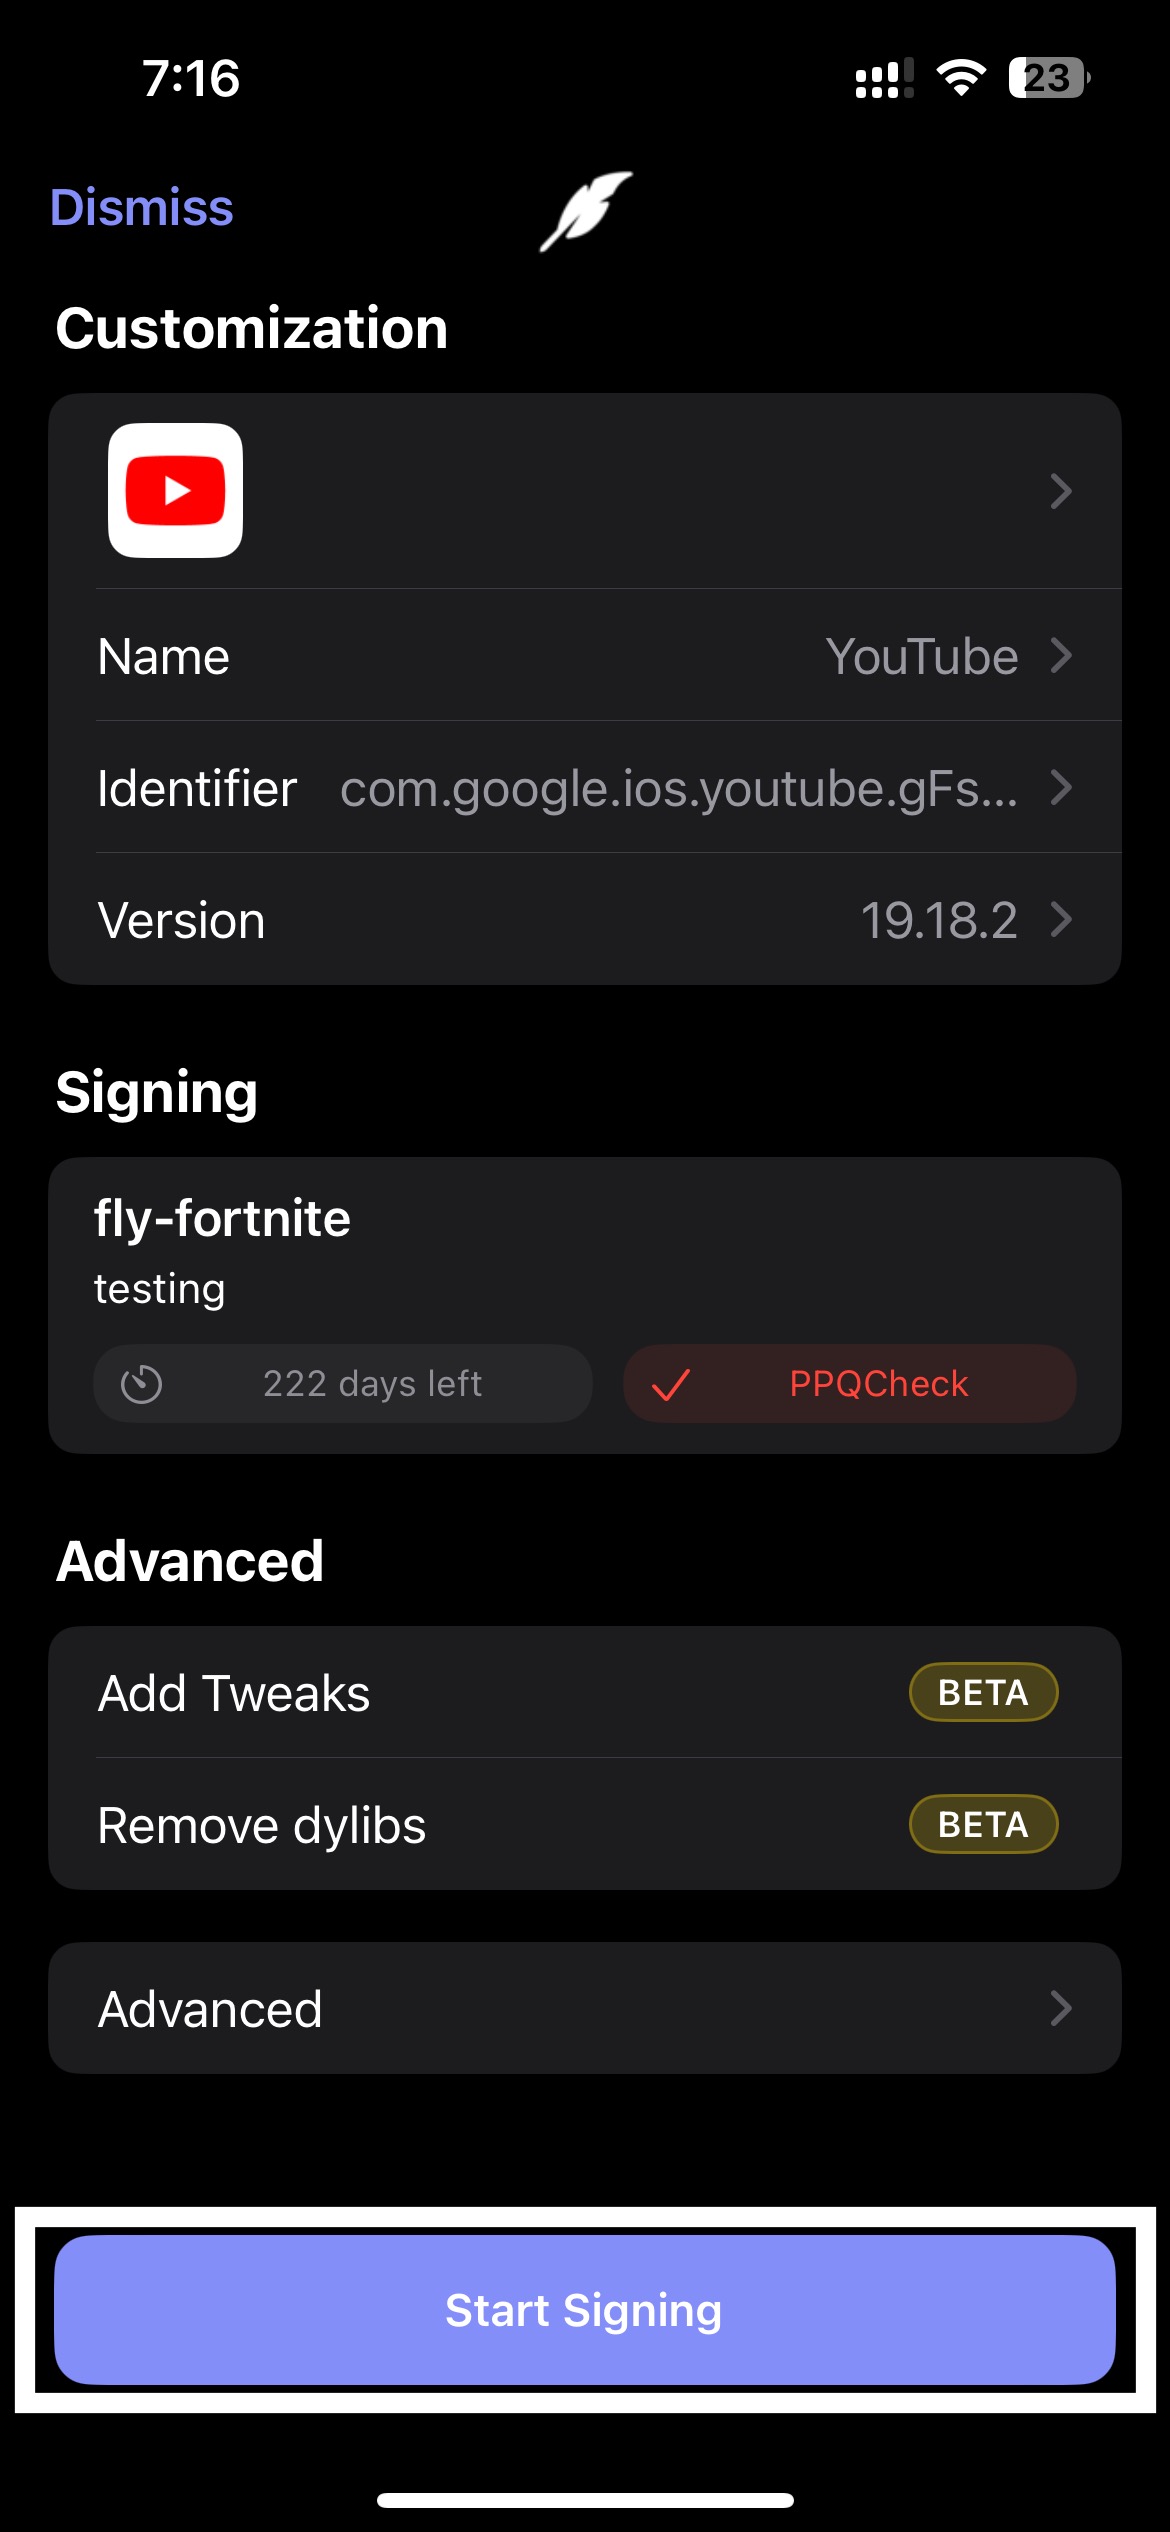 7:16
23
Dismiss
Customization
Name YouTube
Identifier com.google.ios.youtube.gFs...
Version 19.18.2
Signing
fly-fortnite
testing
222 days left PPQCheck
Advanced
Add Tweaks BETA
Remove dylibs BETA
Advanced
Start Signing